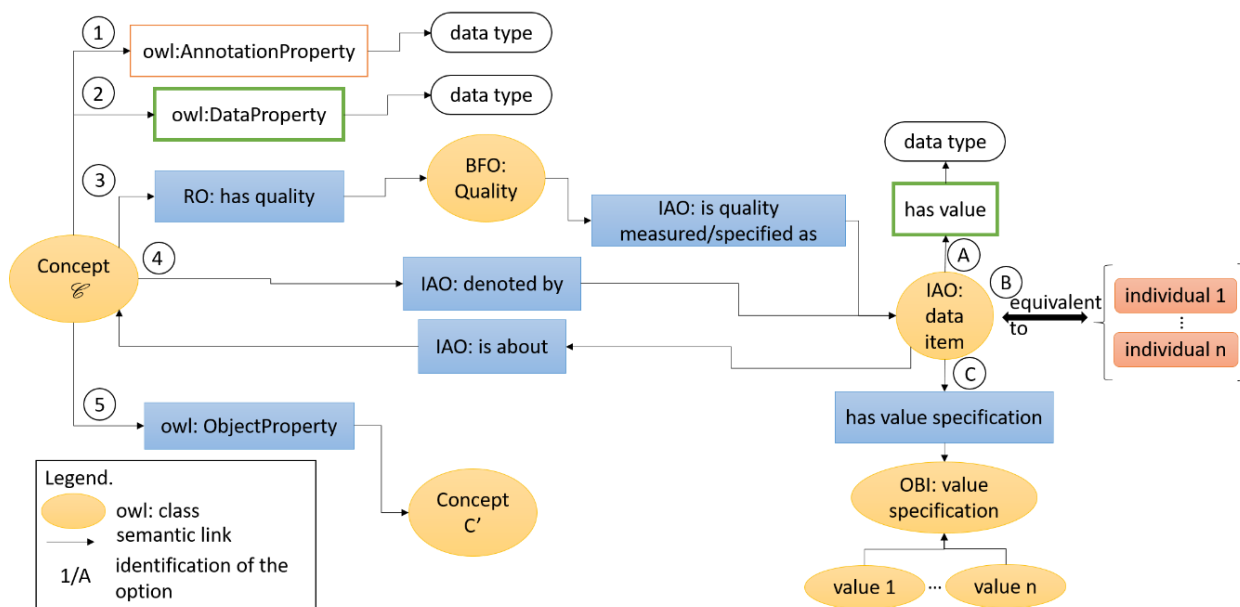 1
owl:AnnotationProperty
data type
2
owl:DataProperty
data type
3
RO: has quality
BFO:
Quality
IAO: is quality
measured/specified as
data type
has value
A
Concept
𝒞
4
IAO: denoted by
IAO:
data
item
B
equivalent
to
individual 1
⋮
individual n
IAO: is about
C
5
owl: ObjectProperty
has value specification
Concept
C’
OBI: value
specification
value 1
...
value n
Legend.
owl: class
semantic link
1/A
identification of the
option